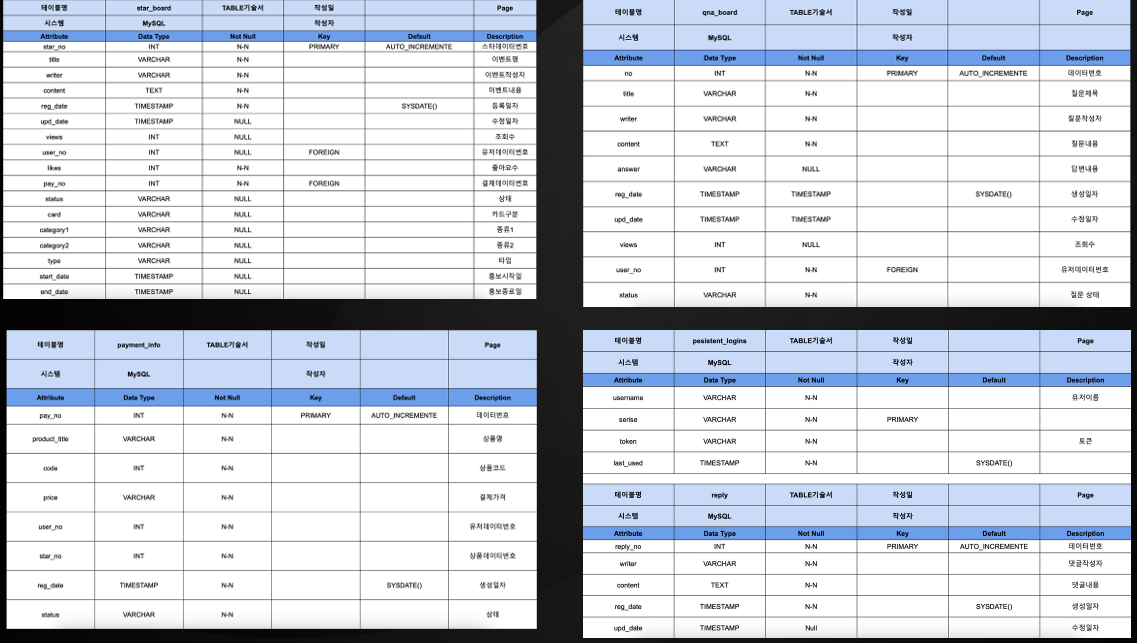 테이블명 star_board TABLE기술서 작성일 Page
시스템 MySQL 작성자
Attribute Data Type Not Null Key Default Description
star_no INT N-N PRIMARY AUTO_INCREMENTE 스타데이터번호
title VARCHAR N-N 이벤트명
writer VARCHAR N-N 이벤트작성자
content TEXT N-N 이벤트내용
reg_date TIMESTAMP N-N SYSDATE() 등록일자
upd_date TIMESTAMP NULL 수정일자
views INT NULL 조회수
user_no INT NULL FOREIGN 유저데이터번호
likes INT N-N 좋아요수
pay_no INT N-N FOREIGN 결제데이터번호
status VARCHAR NULL 상태
card VARCHAR NULL 카드구분
category1 VARCHAR NULL 종류1
category2 VARCHAR NULL 종류2
type VARCHAR NULL 타입
start_date TIMESTAMP NULL 홍보시작일
end_date TIMESTAMP NULL 홍보종료일
테이블명 qna_board TABLE기술서 작성일 Page
시스템 MySQL 작성자
Attribute Data Type Not Null Key Default Description
no INT N-N PRIMARY AUTO_INCREMENTE 데이터번호
title VARCHAR N-N 질문제목
writer VARCHAR N-N 질문작성자
content TEXT N-N 질문내용
answer VARCHAR NULL 답변내용
reg_date TIMESTAMP TIMESTAMP SYSDATE() 생성일자
upd_date TIMESTAMP TIMESTAMP 수정일자
views INT NULL 조회수
user_no INT N-N FOREIGN 유저데이터번호
status VARCHAR N-N 질문 상태
테이블명 payment_info TABLE기술서 작성일 Page
시스템 MySQL 작성자
Attribute Data Type Not Null Key Default Description
pay_no INT N-N PRIMARY AUTO_INCREMENTE 데이터번호
product_title VARCHAR N-N 상품명
code INT N-N 상품코드
price VARCHAR N-N 결제가격
user_no INT N-N 유저데이터번호
star_no INT N-N 상품데이터번호
reg_date TIMESTAMP N-N SYSDATE() 생성일자
status VARCHAR N-N 상태
테이블명 pesistent_logins TABLE기술서 작성일 Page
시스템 MySQL 작성자
Attribute Data Type Not Null Key Default Description
username VARCHAR N-N 유저이름
serise VARCHAR N-N PRIMARY
token VARCHAR N-N 토큰
last_used TIMESTAMP N-N SYSDATE()
테이블명 reply TABLE기술서 작성일 Page
시스템 MySQL 작성자
Attribute Data Type Not Null Key Default Description
reply_no INT N-N PRIMARY AUTO_INCREMENTE 데이터번호
writer VARCHAR N-N 댓글작성자
content TEXT N-N 댓글내용
reg_date TIMESTAMP N-N SYSDATE() 생성일자
upd_date TIMESTAMP Null 수정일자